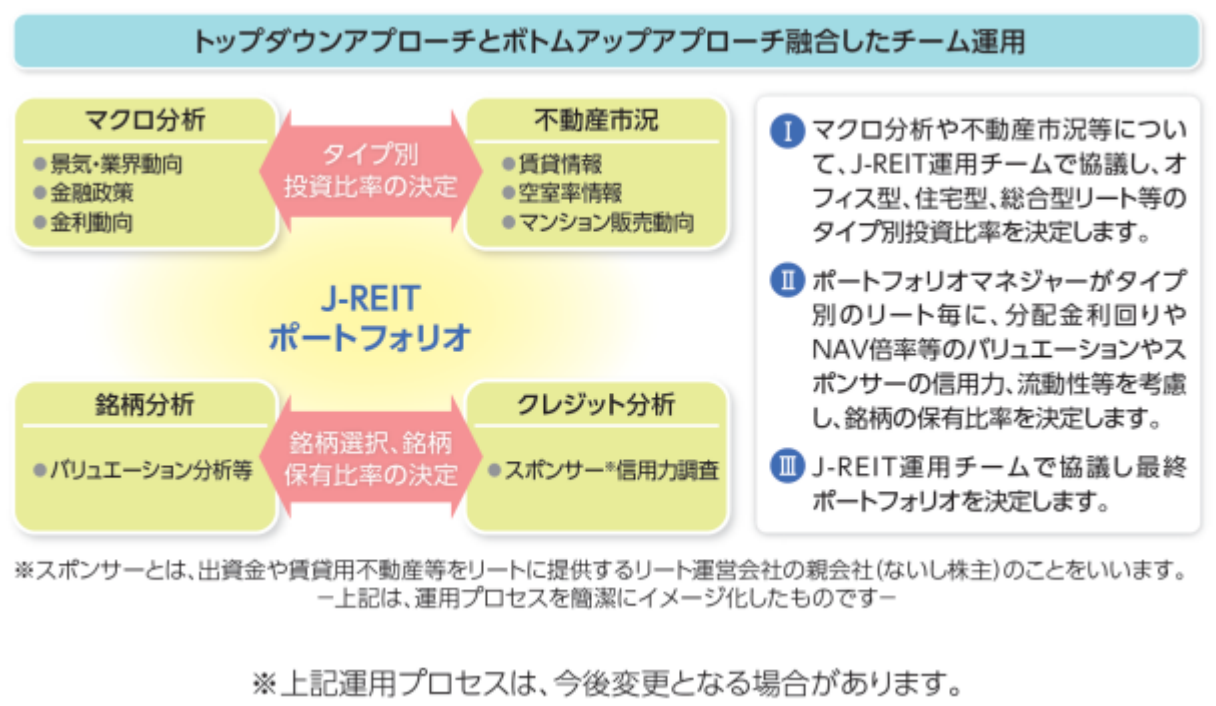 トップダウンアプローチとボトムアップアプローチ融合したチーム運用
マクロ分析
●景気・業界動向
●金融政策
●金利動向
タイプ別
投資比率の決定
不動産市況
●賃貸情報
●空室率情報
●マンション販売動向
J-REIT
ポートフォリオ
銘柄分析
●バリュエーション分析等
銘柄選択、銘柄
保有比率の決定
クレジット分析
●スポンサー※信用力調査
Ⅰ マクロ分析や不動産市況等につい
て、J-REIT運用チームで協議し、オ
フィス型、住宅型、総合型リート等の
タイプ別投資比率を決定します。
Ⅱ ポートフォリオマネジャーがタイプ
別のリート毎に、分配金利回りや
NAV倍率等のバリュエーションやス
ポンサーの信用力、流動性等を考慮
し、銘柄の保有比率を決定します。
Ⅲ J-REIT運用チームで協議し最終
ポートフォリオを決定します。
※スポンサーとは、出資金や賃貸用不動産等をリートに提供するリート運営会社の親会社(ないし株主)のことをいいます。
－上記は、運用プロセスを簡潔にイメージ化したものです－
※上記運用プロセスは、今後変更となる場合があります。